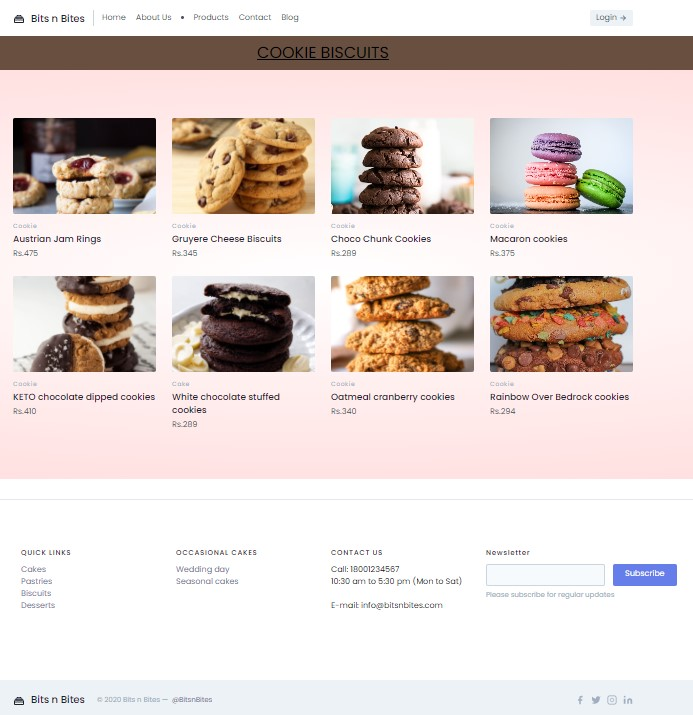 Bits n Bites
Home About Us • Products Contact Blog
Login →
COOKIE BISCUITS
Cookie
Austrian Jam Rings
Rs.475
Cookie
Gruyere Cheese Biscuits
Rs.345
Cookie
Choco Chunk Cookies
Rs.289
Cookie
Macaron cookies
Rs.375
Cookie
KETO chocolate dipped cookies
Rs.410
Cake
White chocolate stuffed
cookies
Rs.289
Cookie
Oatmeal cranberry cookies
Rs.340
Cookie
Rainbow Over Bedrock cookies
Rs.294
QUICK LINKS
Cakes
Pastries
Biscuits
Desserts
OCCASIONAL CAKES
Wedding day
Seasonal cakes
CONTACT US
Call: 18001234567
10:30 am to 5:30 pm (Mon to Sat)
E-mail: info@bitsnbites.com
Newsletter
Subscribe
Please subscribe for regular updates
Bits n Bites
© 2020 Bits n Bites — @BitsnBites